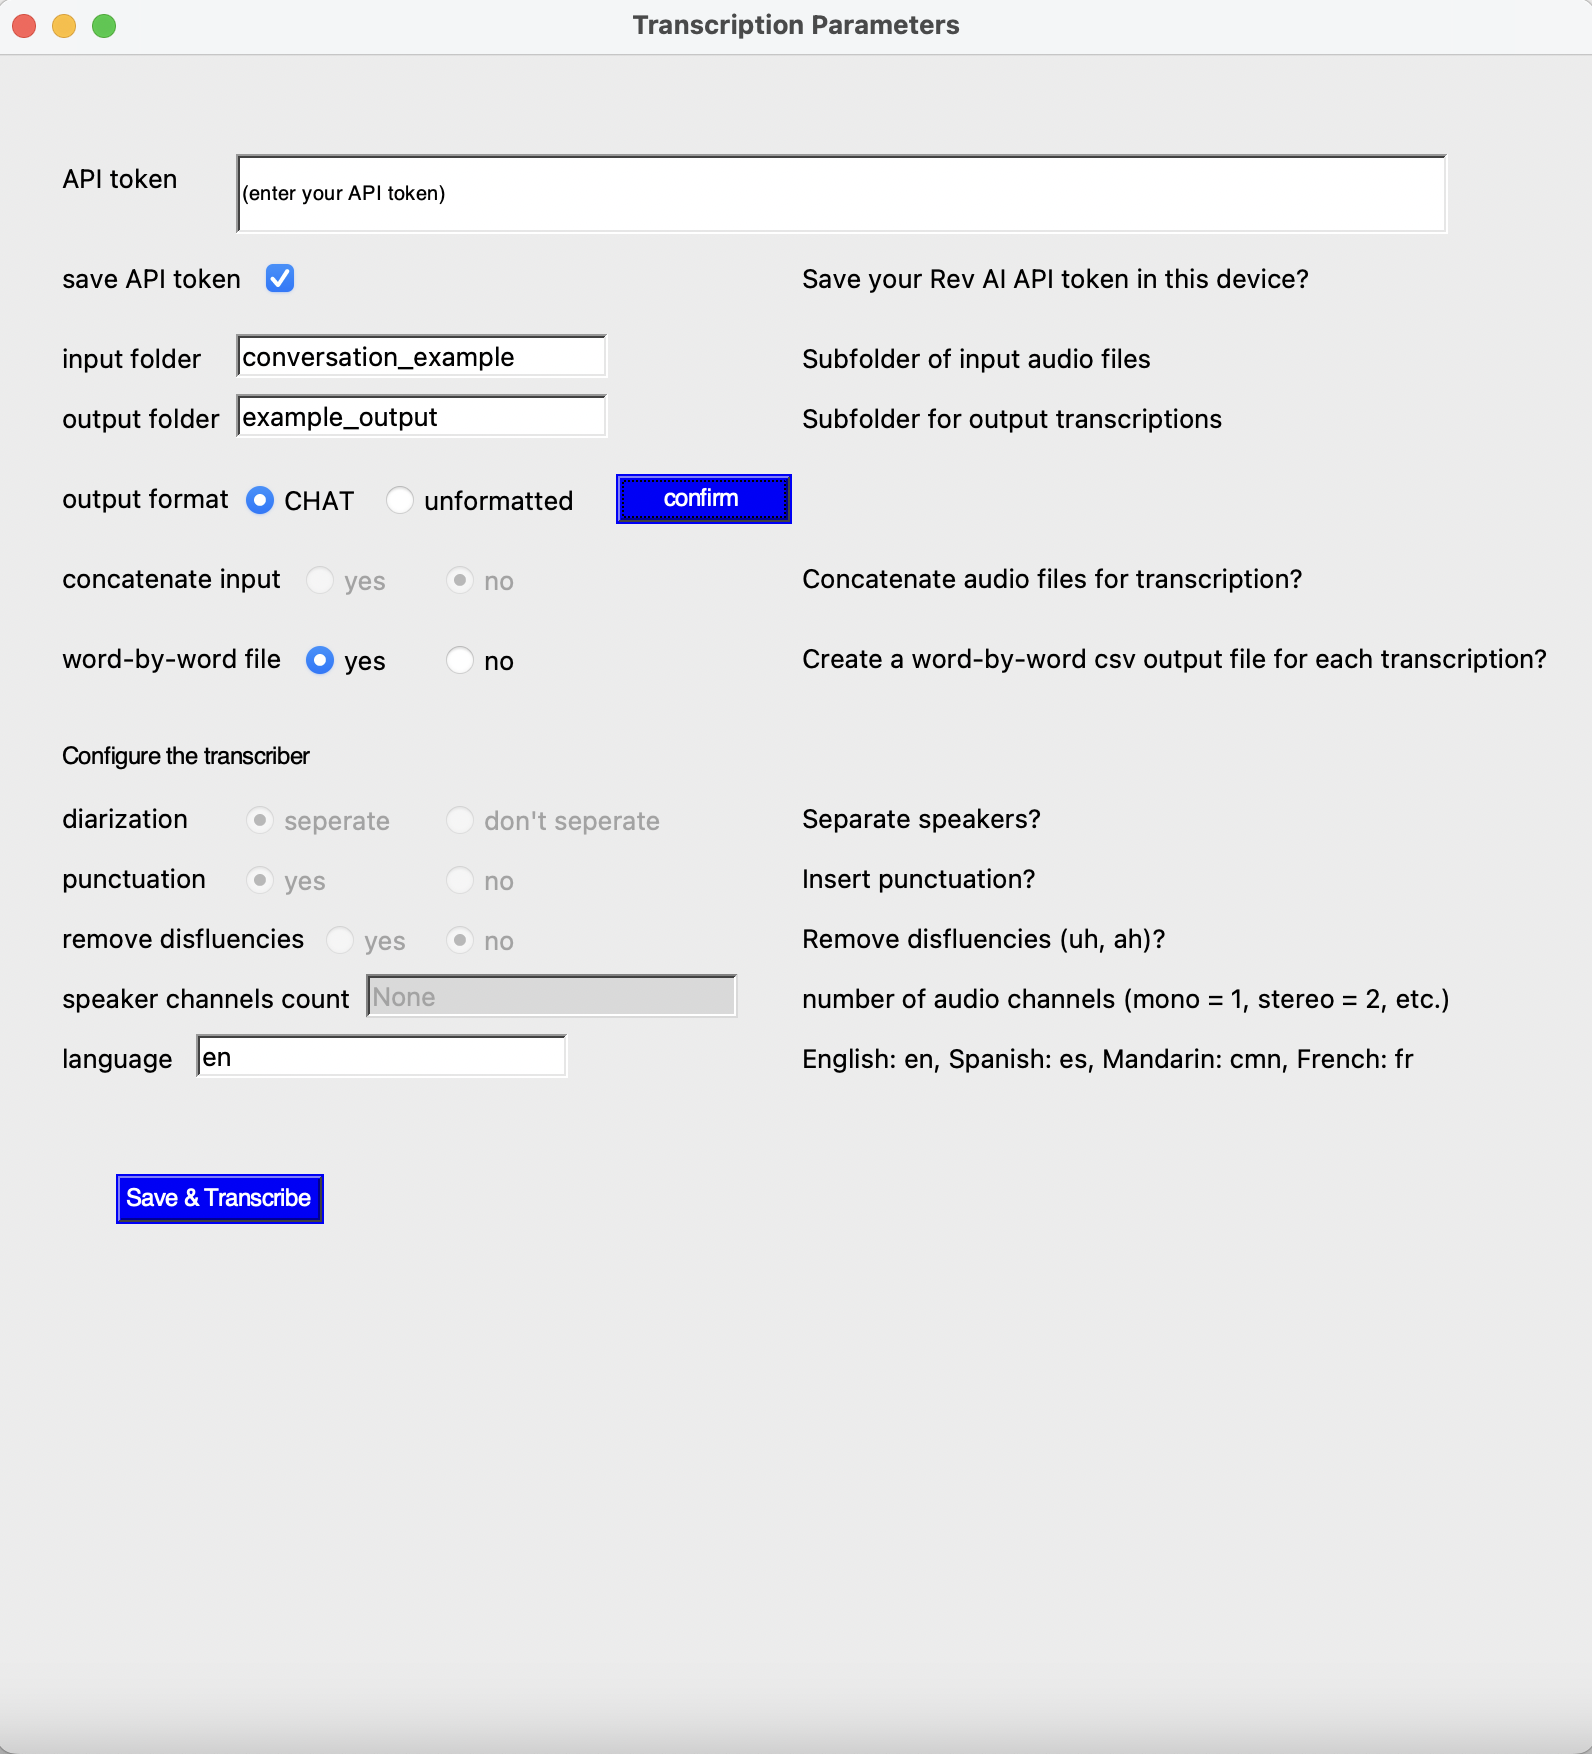 Transcription Parameters
API token (enter your API token)
save API token Save your Rev AI API token in this device?
input folder conversation_example Subfolder of input audio files
output folder example_output Subfolder for output transcriptions
output format CHAT unformatted confirm
concatenate input yes no Concatenate audio files for transcription?
word-by-word file yes no Create a word-by-word csv output file for each transcription?
Configure the transcriber
diarization seperate don't seperate Separate speakers?
punctuation yes no Insert punctuation?
remove disfluencies yes no Remove disfluencies (uh, ah)?
speaker channels count None number of audio channels (mono = 1, stereo = 2, etc.)
language en English: en, Spanish: es, Mandarin: cmn, French: fr
Save & Transcribe